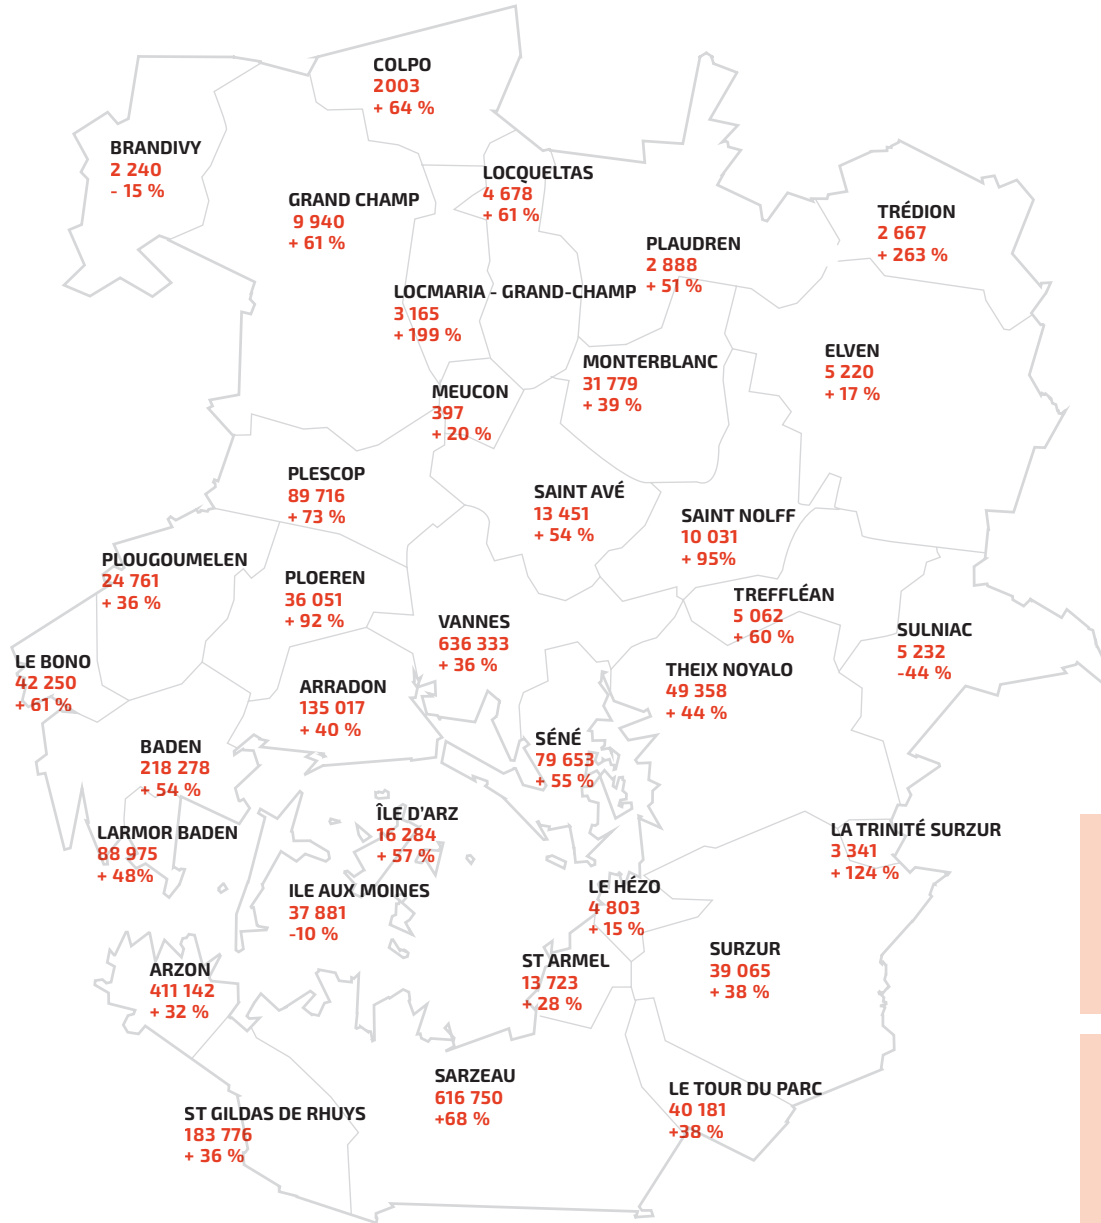 COLPO
2003
+ 64 %
BRANDIVY
2 240
- 15 %
LOCQUELTAS
4 678
+ 61 %
GRAND CHAMP
9 940
+ 61 %
TRÉDION
2 667
+ 263 %
PLAUDREN
2 888
+ 51 %
LOCMARIA - GRAND-CHAMP
3 165
+ 199 %
ELVEN
5 220
+ 17 %
MONTERBLANC
31 779
+ 39 %
MEUCON
397
+ 20 %
PLESCOP
89 716
+ 73 %
SAINT AVÉ
13 451
+ 54 %
SAINT NOLFF
10 031
+ 95%
PLOUGOUMELEN
24 761
+ 36 %
PLOEREN
36 051
+ 92 %
TREFFLÉAN
5 062
+ 60 %
VANNES
636 333
+ 36 %
SULNIAC
5 232
-44 %
LE BONO
42 250
+ 61 %
THEIX NOYALO
49 358
+ 44 %
ARRADON
135 017
+ 40 %
SÉNÉ
79 653
+ 55 %
BADEN
218 278
+ 54 %
ÎLE D'ARZ
16 284
+ 57 %
LARMOR BADEN
88 975
+ 48%
LA TRINITÉ SURZUR
3 341
+ 124 %
ILE AUX MOINES
37 881
-10 %
LE HÉZO
4 803
+ 15 %
SURZUR
39 065
+ 38 %
ST ARMEL
13 723
+ 28 %
ARZON
411 142
+ 32 %
SARZEAU
616 750
+68 %
LE TOUR DU PARC
40 181
+38 %
ST GILDAS DE RHUYS
183 776
+ 36 %